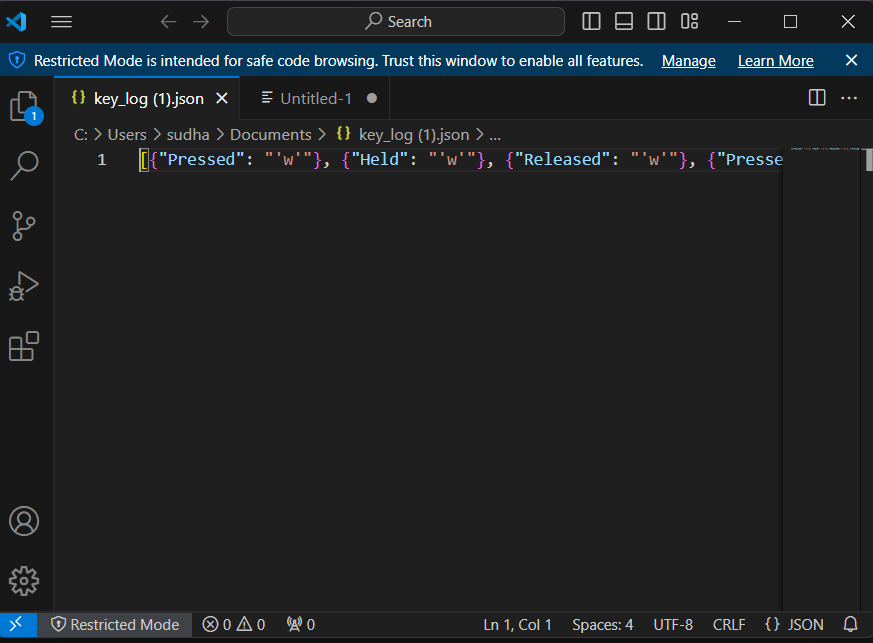 Search
Restricted Mode is intended for safe code browsing. Trust this window to enable all features. Manage Learn More
key_log (1).json Untitled-1
1
C: > Users > sudha > Documents > {} key_log (1).json > ...
1 [{"Pressed": "'w'"}, {"Held": "'w'"}, {"Released": "'w'"}, {"Presse
Restricted Mode 0 0 0 Ln 1, Col 1 Spaces: 4 UTF-8 CRLF {} JSON